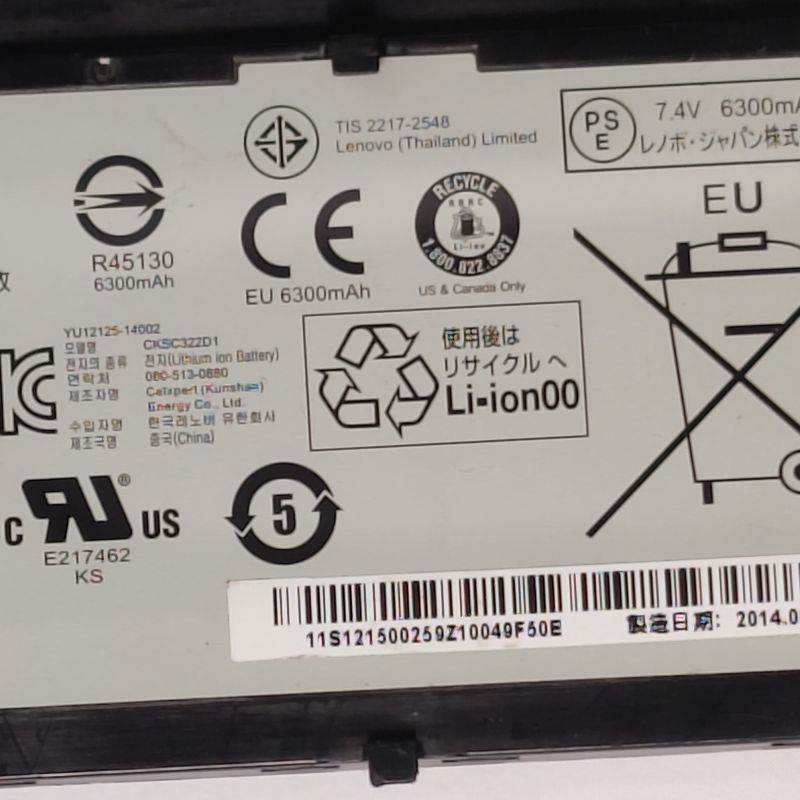 TIS 2217-2548
Lenovo (Thailand) Limited
PS
E
7.4V 6300mA
レノボ・ジャパン株式
R45130
6300mAh
CE
EU 6300mAh
RECYCLE
RBRC
Li-ion
1.800.822.8837
US & Canada Only
EU
YU12125-14002
모델명 CKSC322D1
전지의 종류 전지(Lithium ion Battery)
연락처 080-513-0880
제조자명 Celxpert (Kunshan)
Energy Co., Ltd.
수입자명 한국레노버 유한회사
제조국명 중국(China)
使用後は
リサイクルへ
Li-ion00
C RU® US
E217462
KS
5
11S121500259Z10049F50E
製造日期: 2014.0